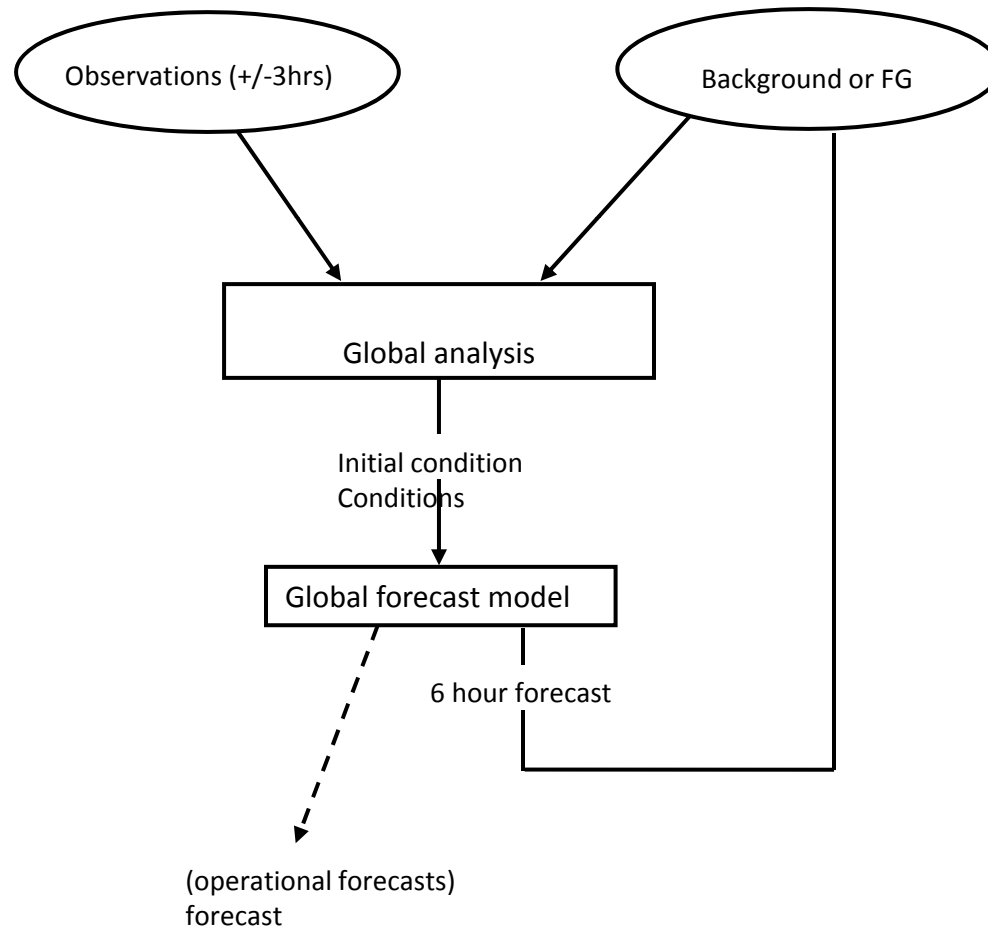 Observations (+/-3hrs)
Background or FG
Global analysis
Initial condition
Conditions
Global forecast model
6 hour forecast
(operational forecasts)
forecast